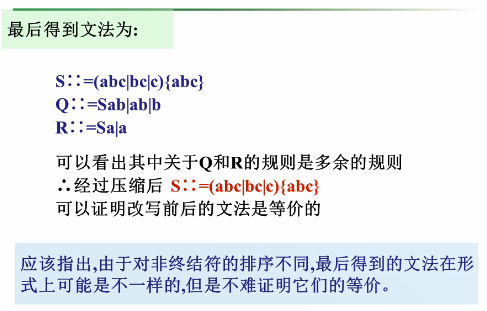 最后得到文法为:
S∷=(abc|bc|c){abc}
Q∷=Sab|ab|b
R∷=Sa|a
可以看出其中关于Q和R的规则是多余的规则
∴经过压缩后 S∷=(abc|bc|c){abc}
可以证明改写前后的文法是等价的
应该指出,由于对非终结符的排序不同,最后得到的文法在形
式上可能是不一样的,但是不难证明它们的等价。